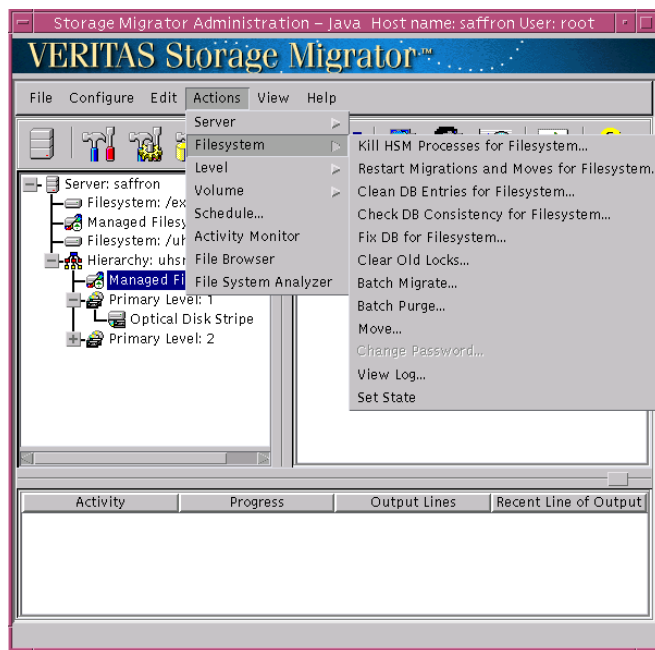 Storage Migrator Administration – Java Host name: saffron User: root
VERITAS Storage Migrator™
File Configure Edit Actions View Help
Server
Filesystem
Level
Volume
Schedule...
Activity Monitor
File Browser
File System Analyzer
Kill HSM Processes for Filesystem...
Restart Migrations and Moves for Filesystem.
Clean DB Entries for Filesystem...
Check DB Consistency for Filesystem...
Fix DB for Filesystem...
Clear Old Locks...
Batch Migrate...
Batch Purge...
Move...
Change Password...
View Log...
Set State
Server: saffron
Filesystem: /ex
Managed Filesy
Filesystem: /uh
Hierarchy: uhsr
Managed Fi
Primary Level: 1
Optical Disk Stripe
Primary Level: 2
Activity Progress Output Lines Recent Line of Output